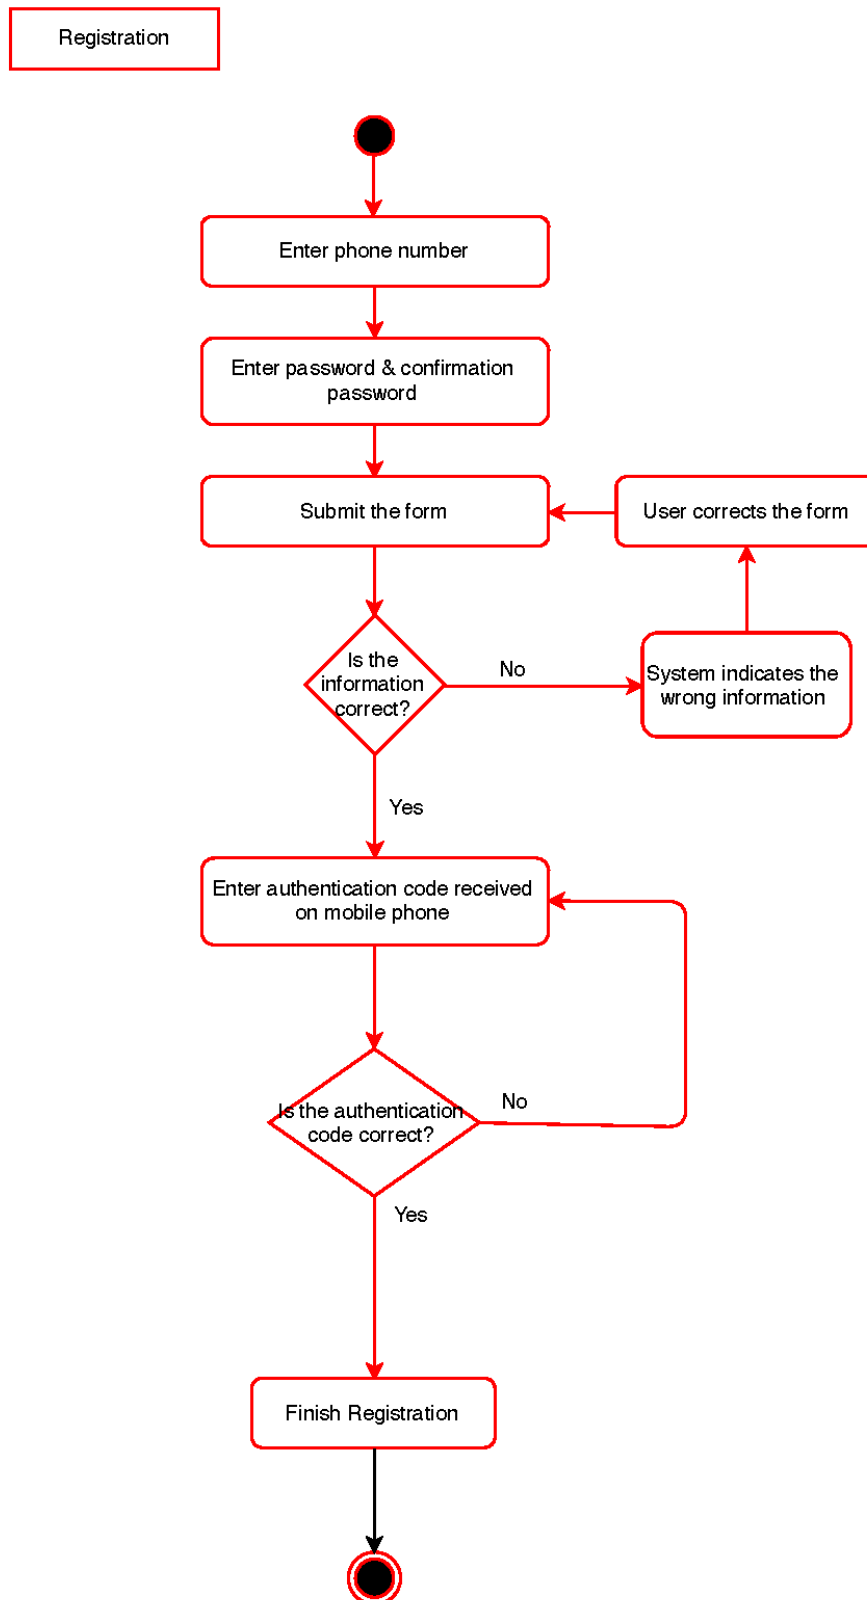 Registration
Enter phone number
Enter password & confirmation
password
Submit the form
User corrects the form
Is the
information
correct?
No
System indicates the
wrong information
Yes
Enter authentication code received
on mobile phone
Is the authentication
code correct?
No
Yes
Finish Registration